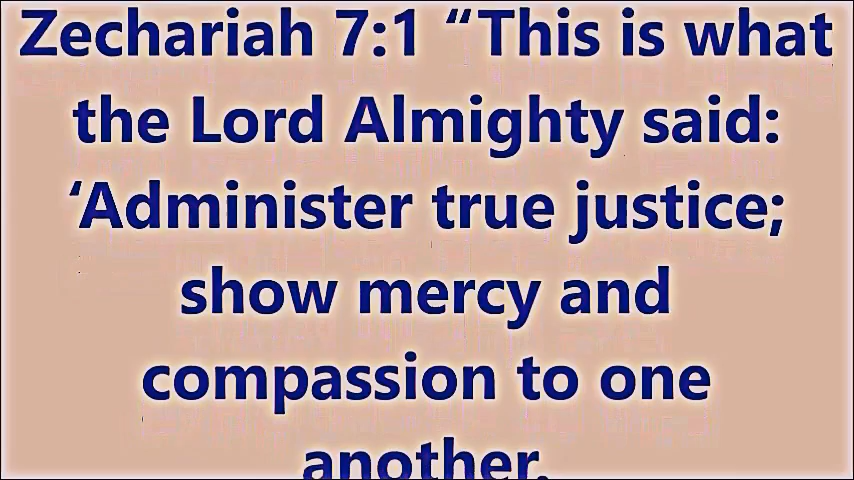 Zechariah 7:1 “This is what
the Lord Almighty said:
‘Administer true justice;
show mercy and
compassion to one
another.